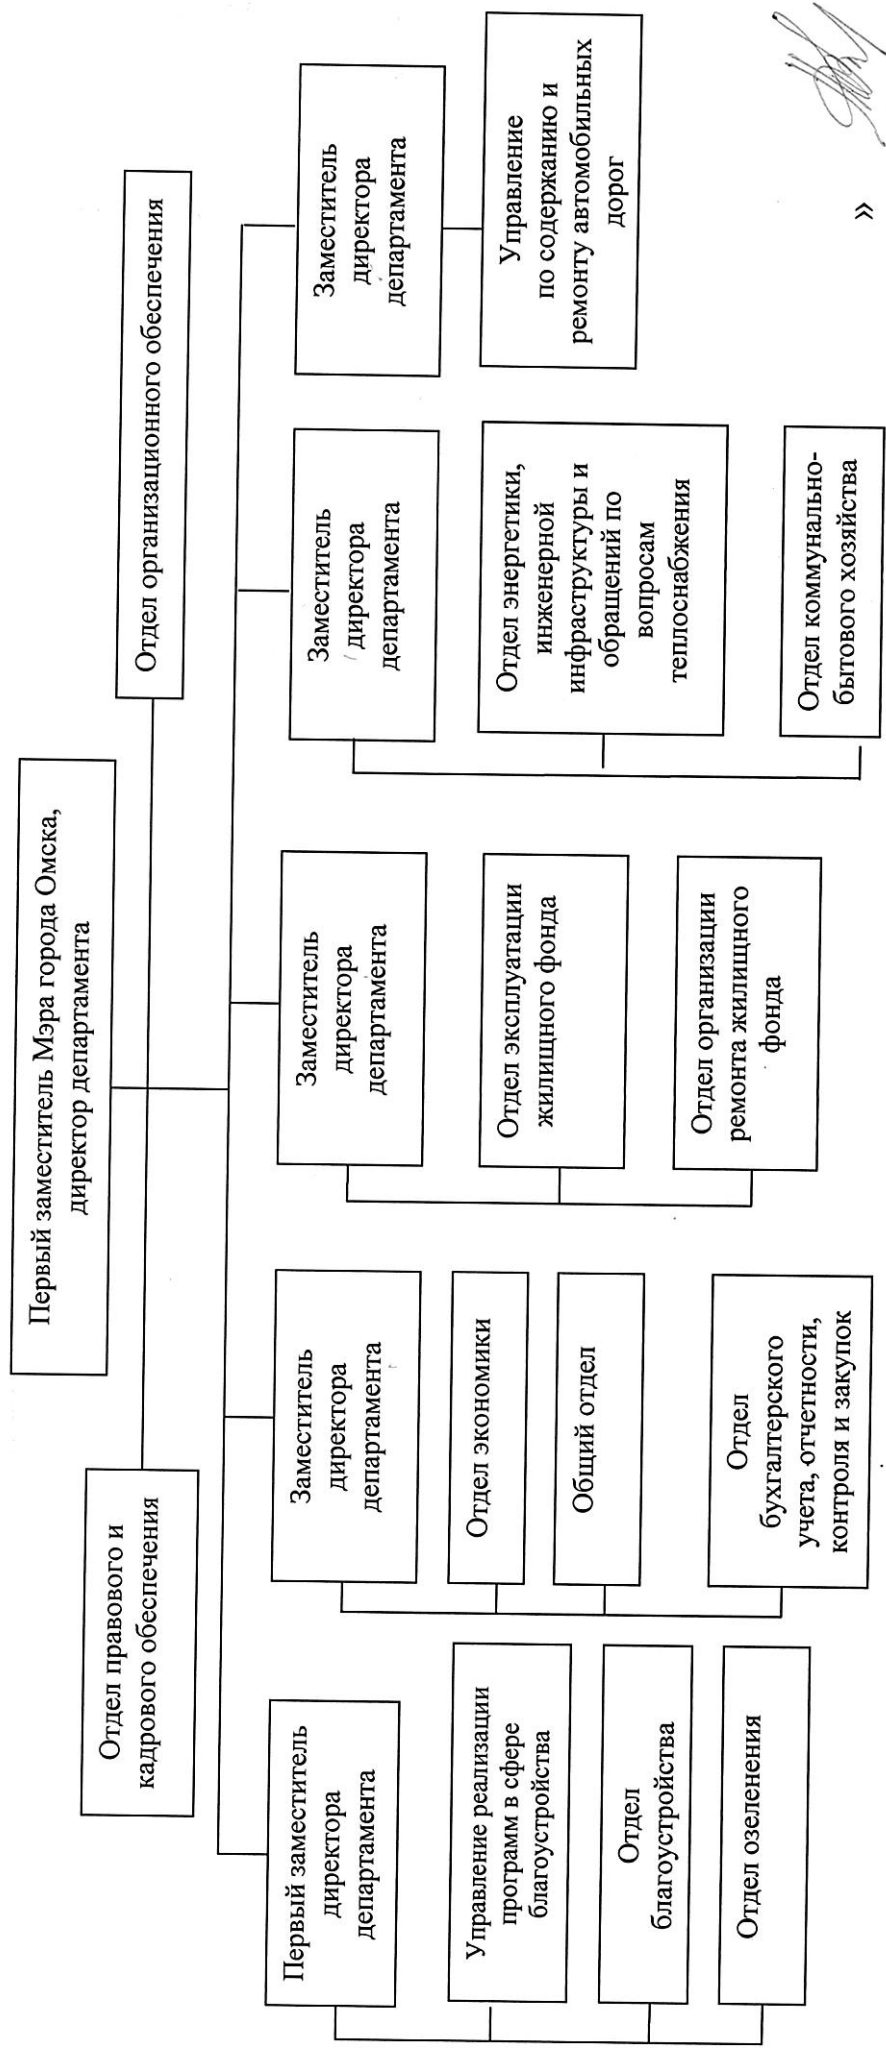 Первый заместитель Мэра города Омска,
директор департамента
Отдел правового и
кадрового обеспечения
Отдел организационного обеспечения
Первый заместитель
директора
департамента
Управление реализации
программ в сфере
благоустройства
Отдел
благоустройства
Отдел озеленения
Заместитель
директора
департамента
Отдел экономики
Общий отдел
Отдел
бухгалтерского
учета, отчетности,
контроля и закупок
Заместитель
директора
департамента
Отдел эксплуатации
жилищного фонда
Отдел организации
ремонта жилищного
фонда
Заместитель
директора
департамента
Отдел энергетики,
инженерной
инфраструктуры и
обращений по
вопросам
теплоснабжения
Отдел коммунально-
бытового хозяйства
Заместитель
директора
департамента
Управление
по содержанию и
ремонту автомобильных
дорог
»